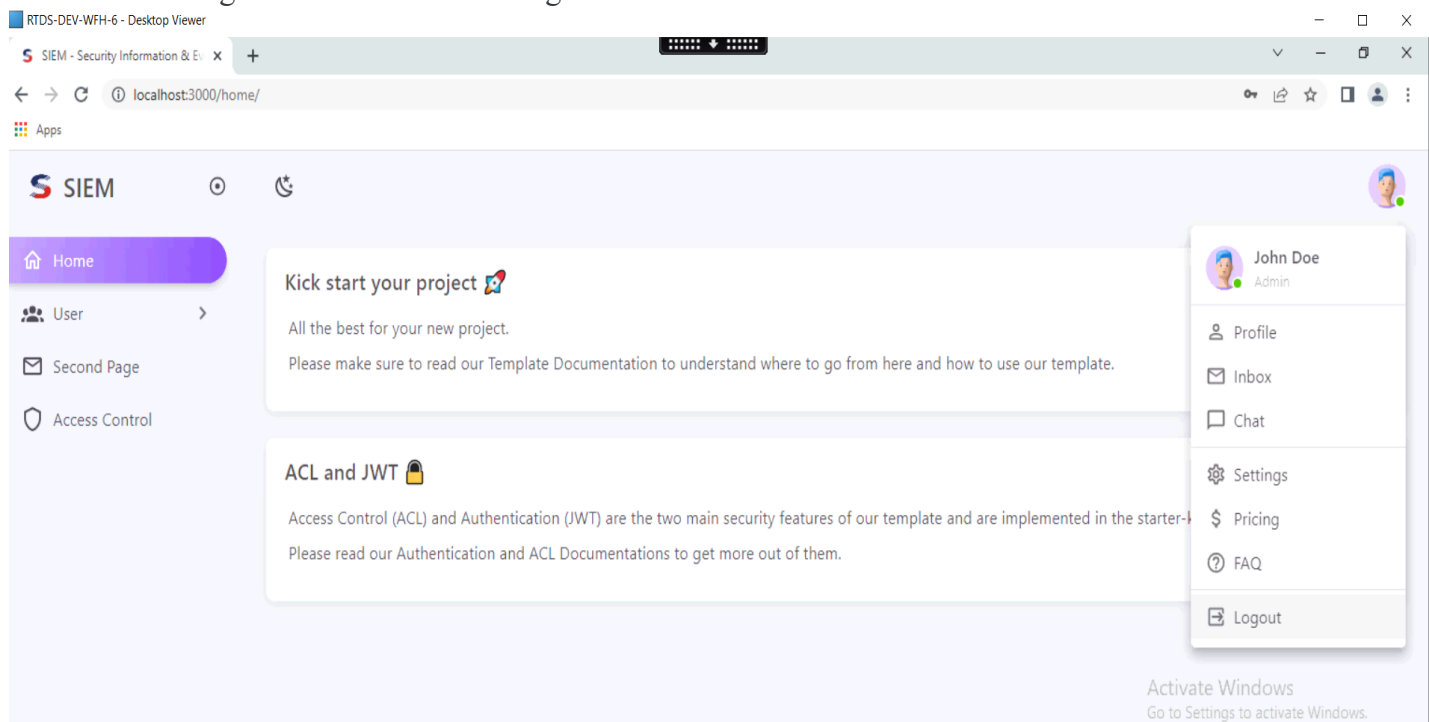 RTDS-DEV-WFH-6 - Desktop Viewer
SIEM - Security Information & Ev
localhost:3000/home/
Apps
SIEM
Home
User
Second Page
Access Control
Kick start your project 🚀
All the best for your new project.
Please make sure to read our Template Documentation to understand where to go from here and how to use our template.
ACL and JWT 🔒
Access Control (ACL) and Authentication (JWT) are the two main security features of our template and are implemented in the starter-k
Please read our Authentication and ACL Documentations to get more out of them.
John Doe
Admin
Profile
Inbox
Chat
Settings
Pricing
FAQ
Logout
Activate Windows
Go to Settings to activate Windows.